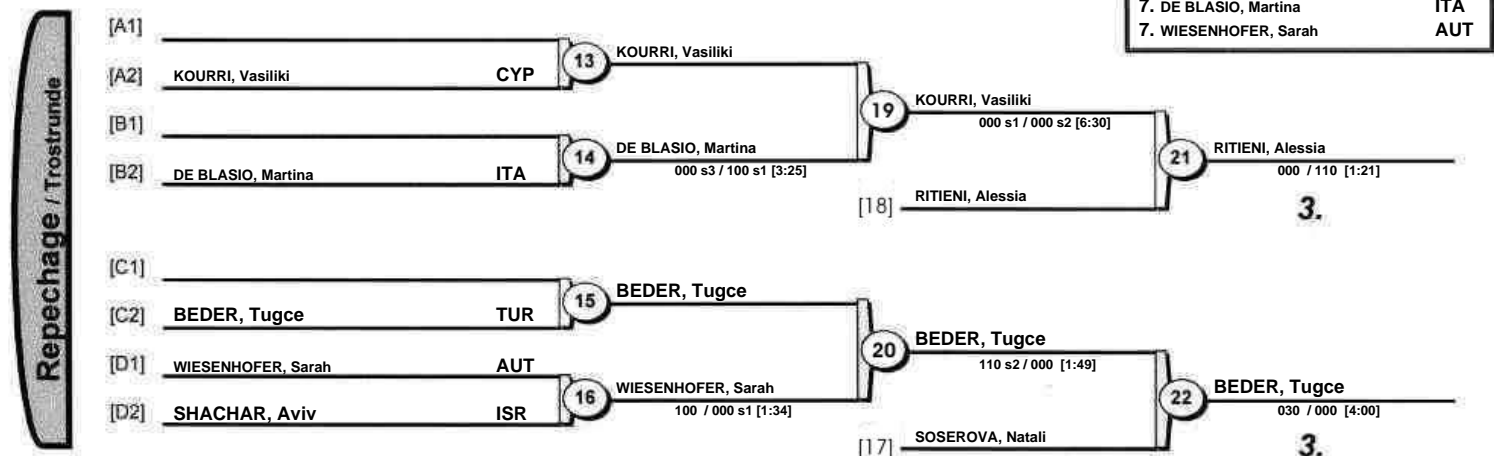 7. DE BLASIO, Martina ITA
7. WIESENHOFER, Sarah AUT
Repechage / Trostrunde
[A1]
[A2] KOURRI, Vasiliki CYP
13 KOURRI, Vasiliki
[B1]
[B2] DE BLASIO, Martina ITA
14 DE BLASIO, Martina
000 s3 / 100 s1 [3:25]
19 KOURRI, Vasiliki
000 s1 / 000 s2 [6:30]
[18] RITIENI, Alessia
21 RITIENI, Alessia
000 / 110 [1:21]
3.
[C1]
[C2] BEDER, Tugce TUR
15 BEDER, Tugce
[D1] WIESENHOFER, Sarah AUT
[D2] SHACHAR, Aviv ISR
16 WIESENHOFER, Sarah
100 / 000 s1 [1:34]
20 BEDER, Tugce
110 s2 / 000 [1:49]
[17] SOSEROVA, Natali
22 BEDER, Tugce
030 / 000 [4:00]
3.